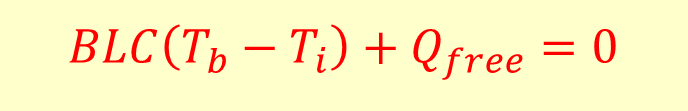 BLC(T_b − T_i) + Q_free = 0